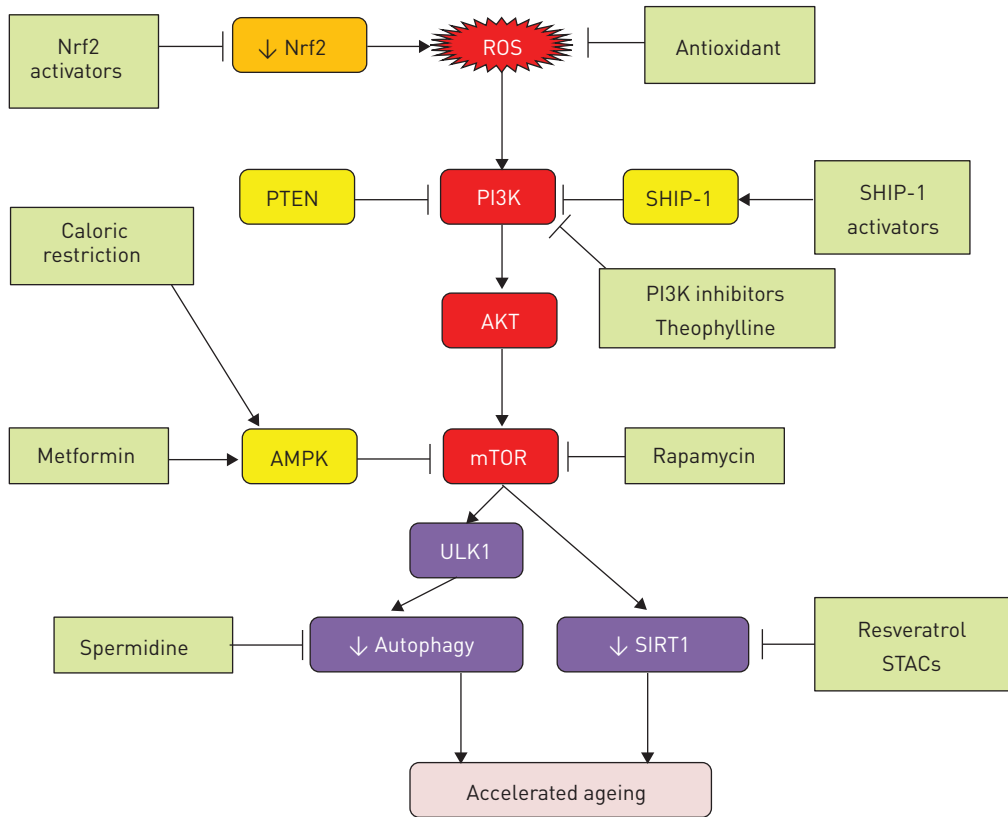 Nrf2
activators
↓ Nrf2
ROS
Antioxidant
PTEN
PI3K
SHIP-1
SHIP-1
activators
Caloric
restriction
PI3K inhibitors
Theophylline
AKT
Metformin
AMPK
mTOR
Rapamycin
ULK1
Spermidine
↓ Autophagy
↓ SIRT1
Resveratrol
STACs
Accelerated ageing